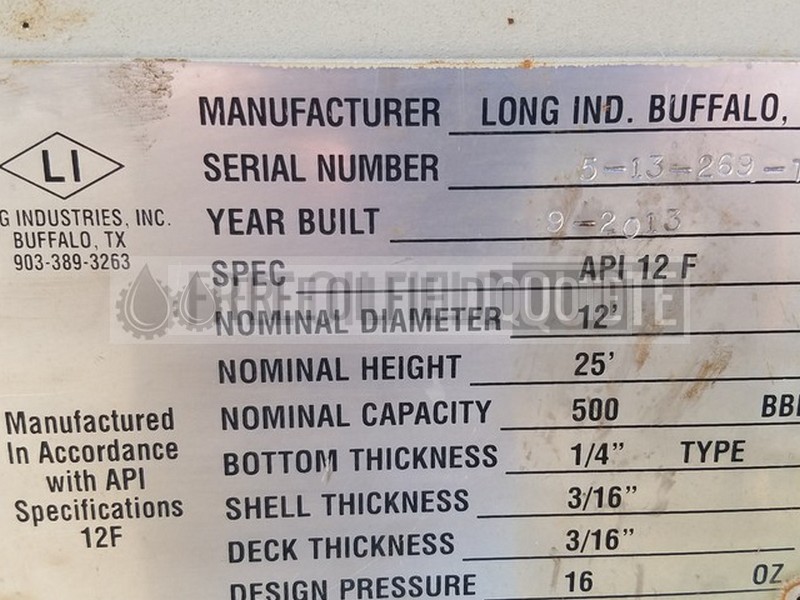 MANUFACTURER LONG IND. BUFFALO,
LI
SERIAL NUMBER 5-13-269-
G INDUSTRIES, INC.
BUFFALO, TX
903-389-3263
YEAR BUILT 9-2013
SPEC API 12 F
NOMINAL DIAMETER 12'
NOMINAL HEIGHT 25'
NOMINAL CAPACITY 500 BB
Manufactured
In Accordance
with API
Specifications
12F
BOTTOM THICKNESS 1/4" TYPE
SHELL THICKNESS 3/16"
DECK THICKNESS 3/16"
DESIGN PRESSURE 16 OZ